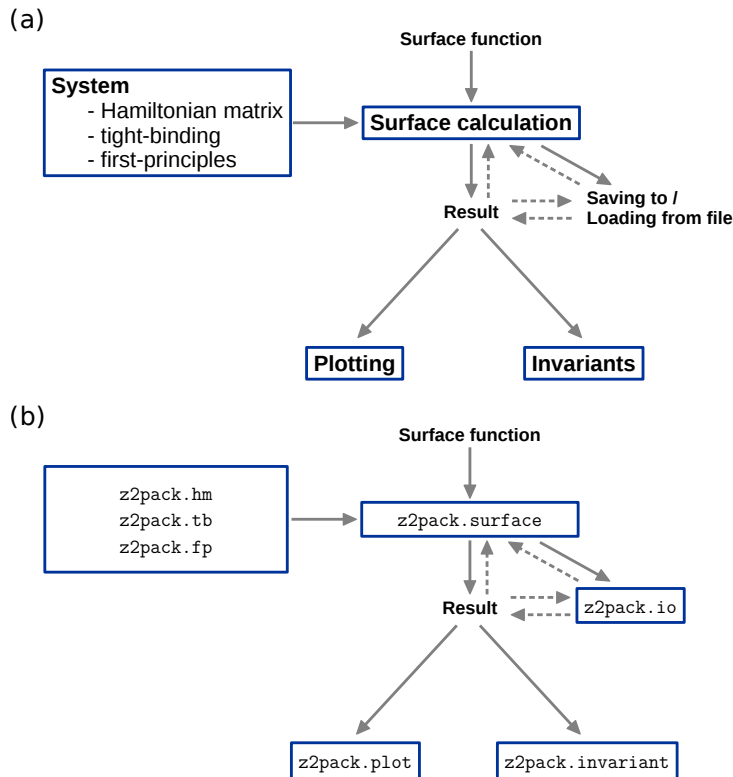 (a)
Surface function
System
- Hamiltonian matrix
- tight-binding
- first-principles
Surface calculation
Result
Saving to /
Loading from file
Plotting
Invariants
(b)
Surface function
z2pack.hm
z2pack.tb
z2pack.fp
z2pack.surface
Result
z2pack.io
z2pack.plot
z2pack.invariant